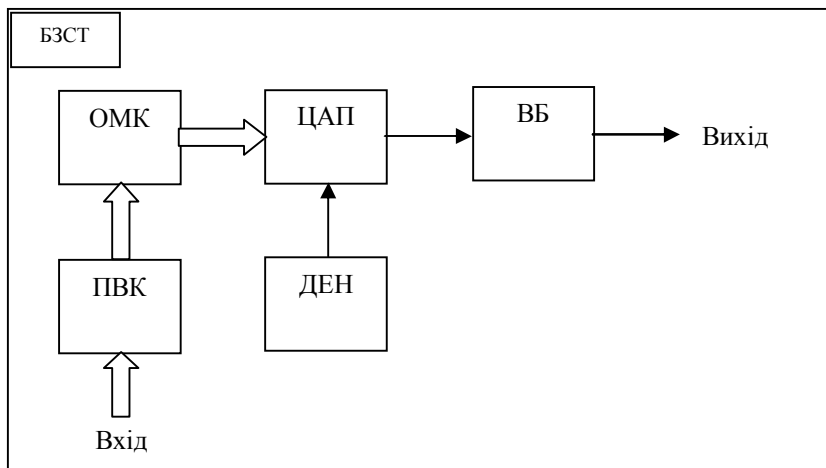 БЗСТ
ОМК
ЦАП
ВБ
Вихід
ПВК
ДЕН
Вхід